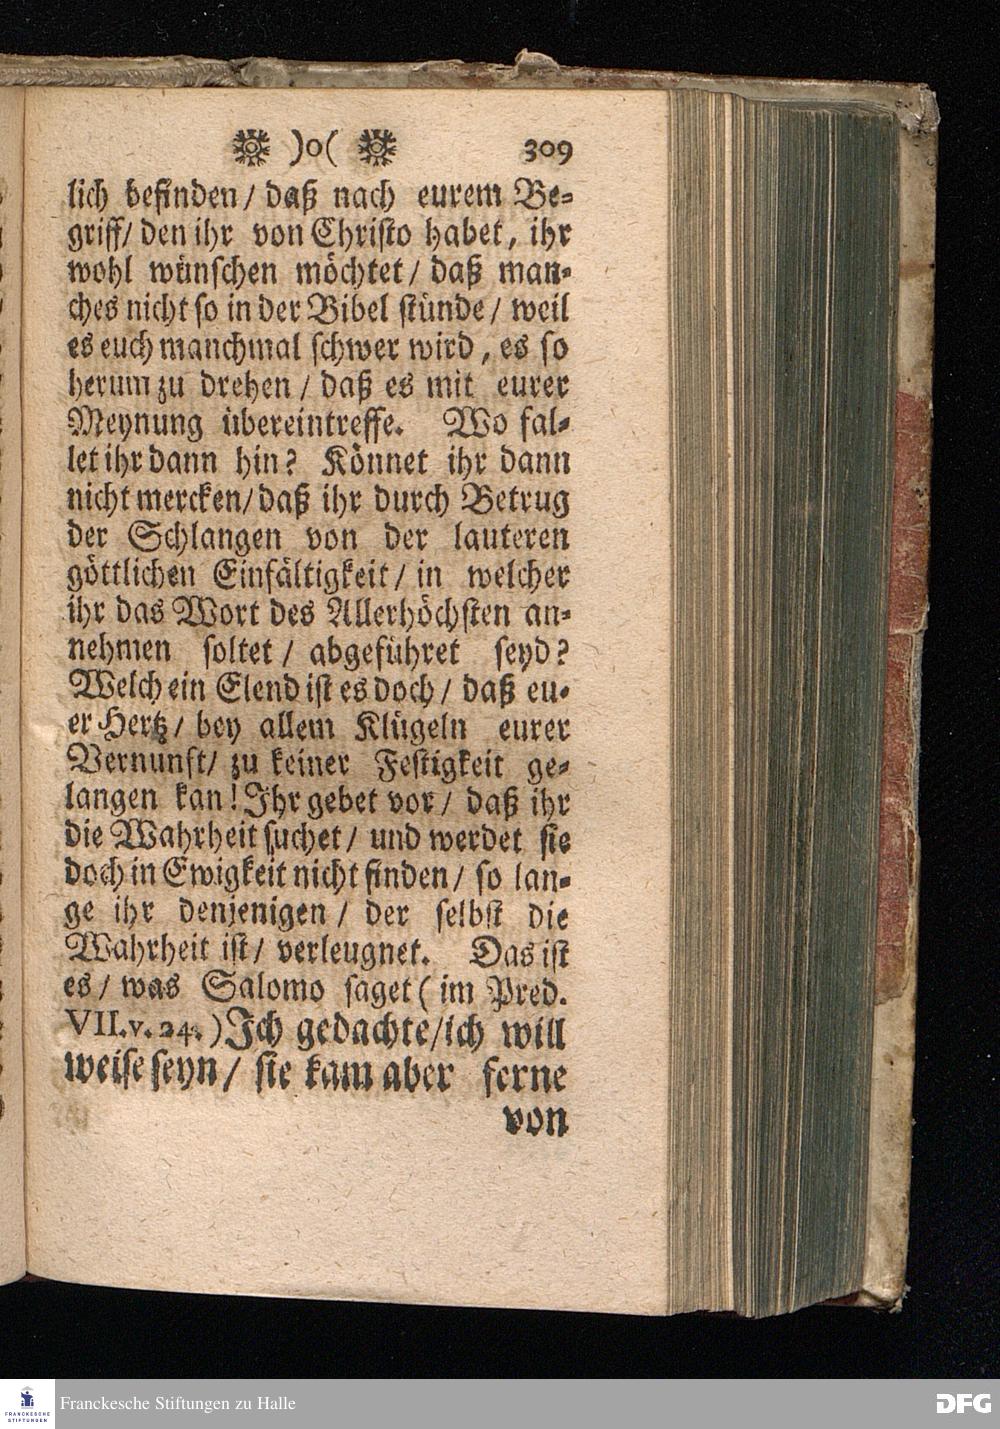 )o( 309
lich befinden / daß nach eurem Be-
griff / den ihr von Christo habet, ihr
wohl wünschen möchtet / daß man-
ches nicht so in der Bibel stünde / weil
es euch manchmal schwer wird, es so
herum zu drehen / daß es mit eurer
Meynung übereintreffe. Wo fal-
let ihr dann hin? Könnet ihr dann
nicht mercken / daß ihr durch Betrug
der Schlangen von der lauteren
göttlichen Einfältigkeit / in welcher
ihr das Wort des Allerhöchsten an-
nehmen soltet / abgeführet seyd?
Welch ein Elend ist es doch / daß eu-
er Hertz / bey allem Klügeln eurer
Vernunft / zu keiner Festigkeit ge-
langen kan! Ihr gebet vor / daß ihr
die Wahrheit suchet / und werdet sie
doch in Ewigkeit nicht finden / so lan-
ge ihr denjenigen / der selbst die
Wahrheit ist / verleugnet. Das ist
es / was Salomo saget (im Pred.
VII. v. 24.) Ich gedachte / ich will
weise seyn / sie kam aber ferne
von
FRANCKESCHE
STIFTUNGEN
Franckesche Stiftungen zu Halle
DFG